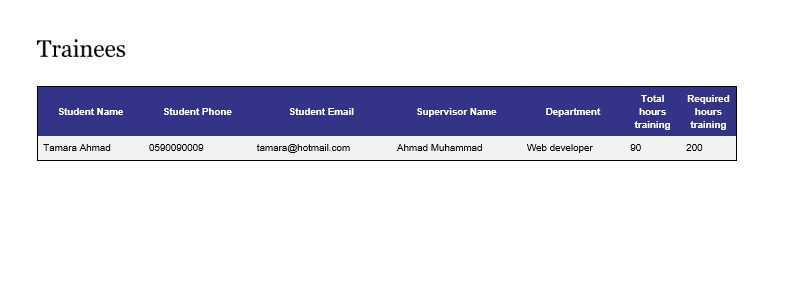 Trainees
Student Name Student Phone Student Email Supervisor Name Department Total hours training Required hours training
Tamara Ahmad 0590090009 tamara@hotmail.com Ahmad Muhammad Web developer 90 200